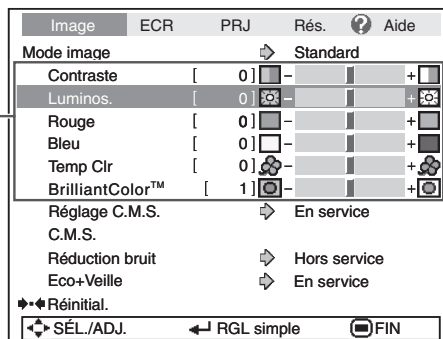 Image ECR PRJ Rés. ? Aide
Mode image Standard
Contraste [ 0 ] - +
Luminos. [ 0 ] - +
Rouge [ 0 ] - +
Bleu [ 0 ] - +
Temp Clr [ 0 ] - +
BrilliantColor™ [ 1 ] - +
Réglage C.M.S. En service
C.M.S.
Réduction bruit Hors service
Eco+Veille En service
Réinitial.
SÉL./ADJ. RGL simple FIN